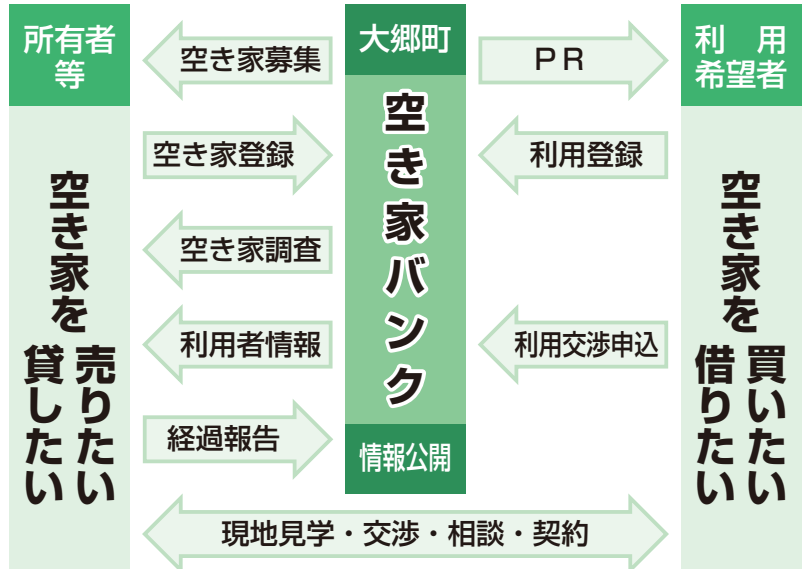 所有者
等
空き家を
売りたい
貸したい
空き家募集
空き家登録
空き家調査
利用者情報
経過報告
大郷町
空き家バンク
情報公開
PR
利用登録
利用交渉申込
利用
希望者
空き家を
買いたい
借りたい
現地見学・交渉・相談・契約